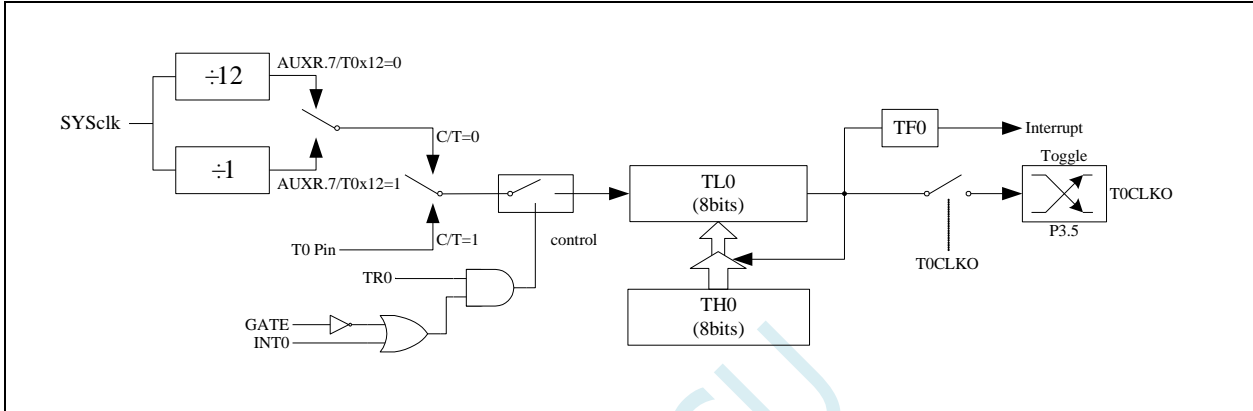 AUXR.7/T0x12=0
÷12
SYSclk
÷1
AUXR.7/T0x12=1
C/T=0
T0 Pin
C/T=1
control
TR0
GATE
INT0
TL0
(8bits)
TH0
(8bits)
TF0
Interrupt
Toggle
T0CLKO
P3.5
T0CLKO